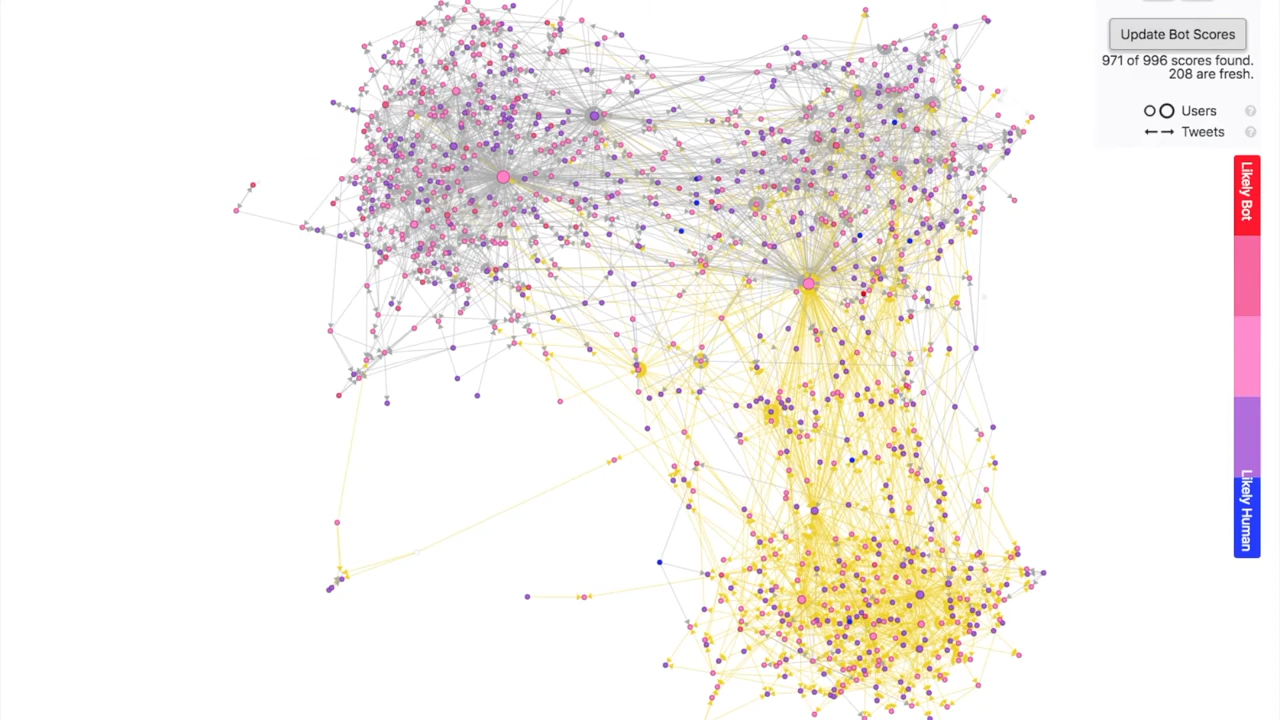 Update Bot Scores
971 of 996 scores found.
208 are fresh.
Users ?
Tweets ?
Likely Bot
Likely Human